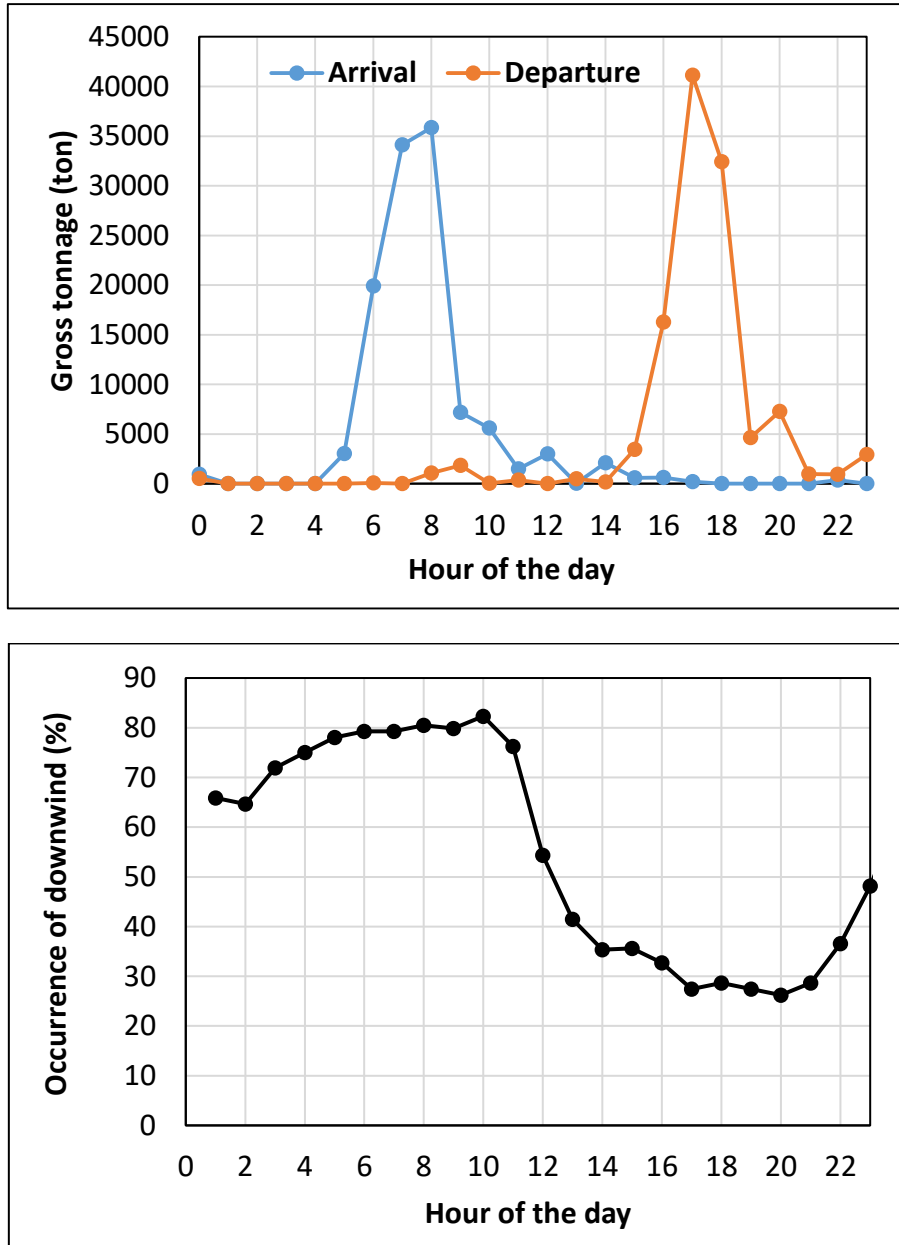 45000
40000
35000
30000
25000
20000
15000
10000
5000
0
Gross tonnage (ton)
Arrival Departure
0 2 4 6 8 10 12 14 16 18 20 22
Hour of the day
90
80
70
60
50
40
30
20
10
0
Occurrence of downwind (%)
0 2 4 6 8 10 12 14 16 18 20 22
Hour of the day